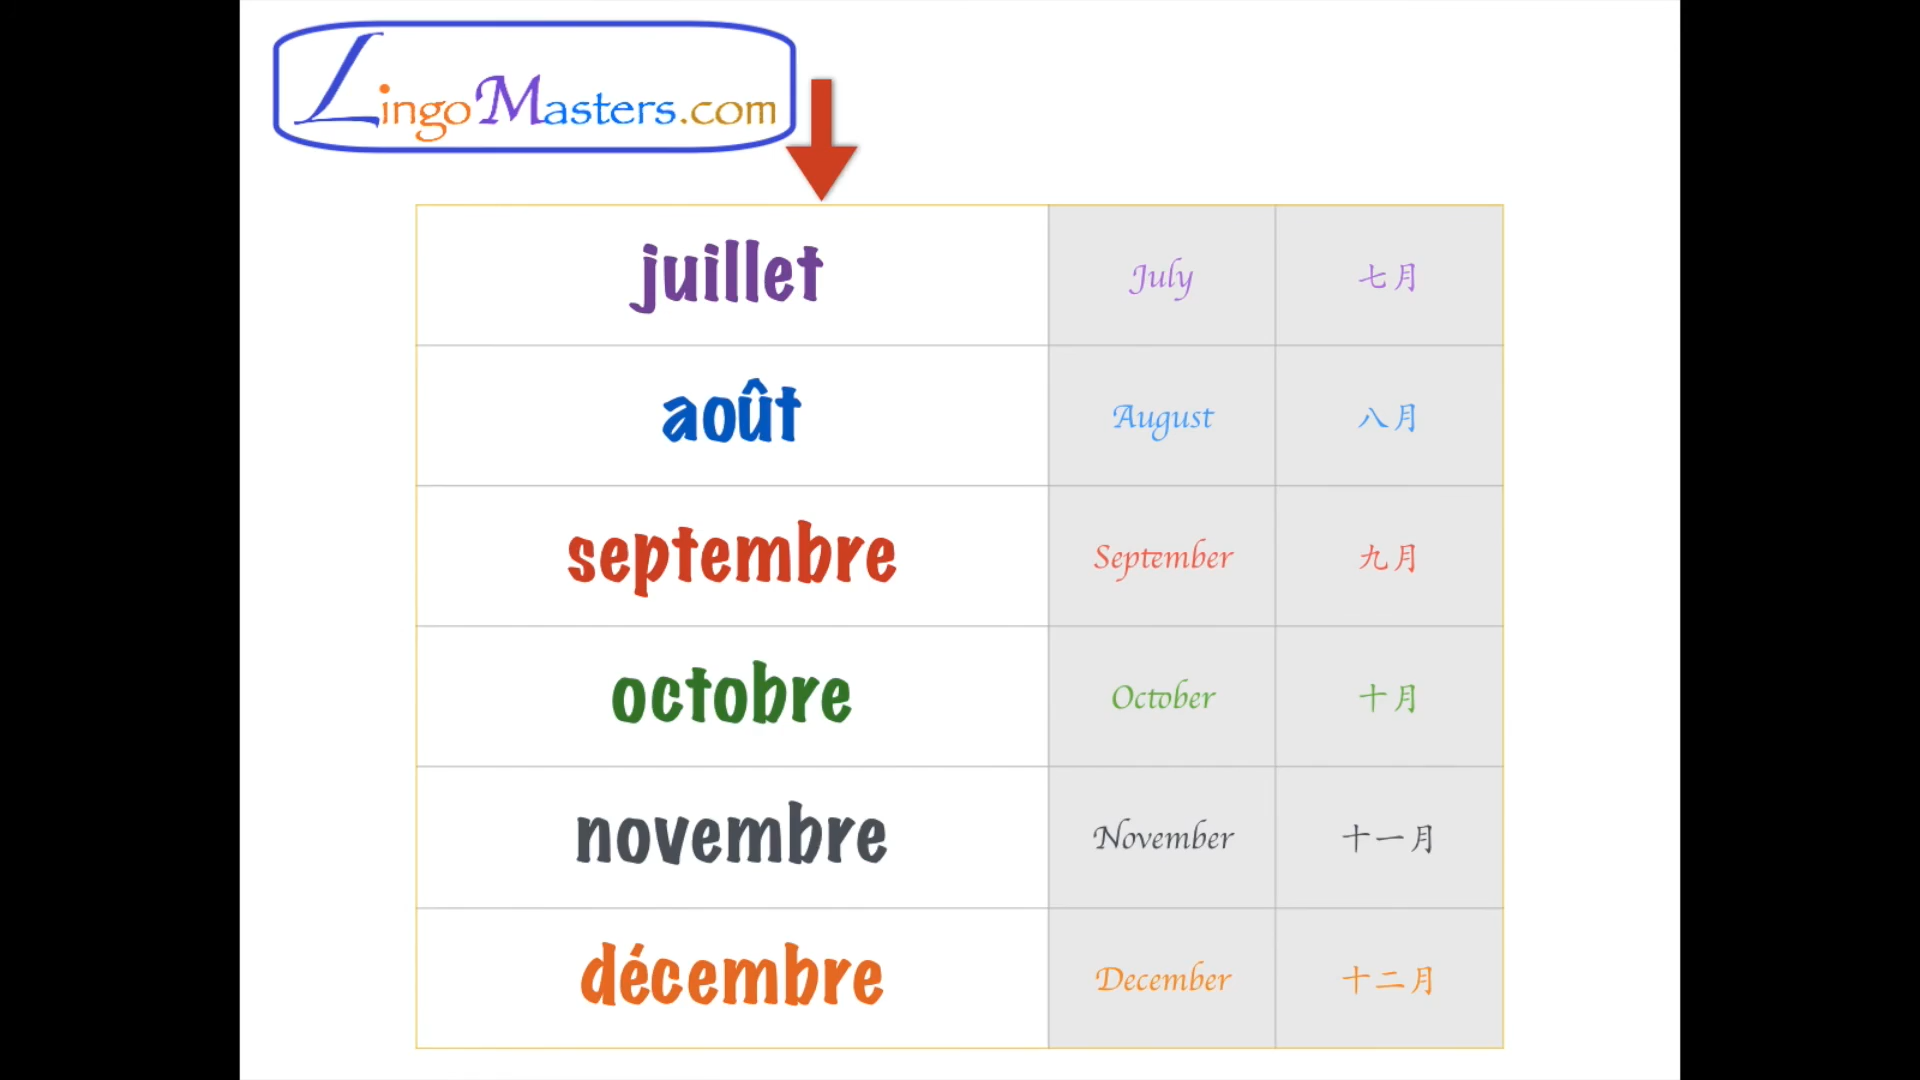 LingoMasters.com
juillet July 七月
août August 八月
septembre September 九月
octobre October 十月
novembre November 十一月
décembre December 十二月